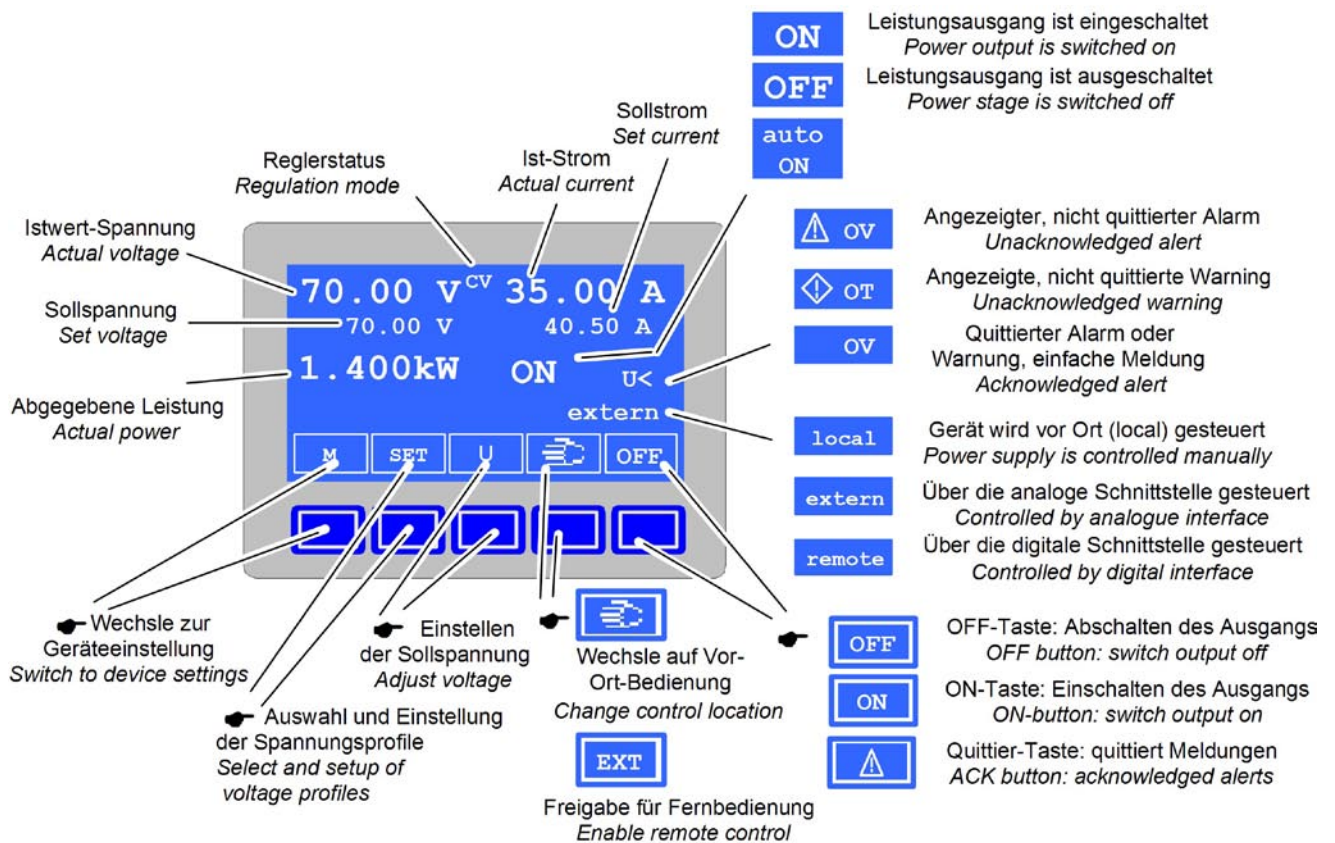 ON
Leistungsausgang ist eingeschaltet
Power output is switched on
OFF
Leistungsausgang ist ausgeschaltet
Power stage is switched off
auto
ON
Sollstrom
Set current
Reglerstatus
Regulation mode
Ist-Strom
Actual current
Istwert-Spannung
Actual voltage
Sollspannung
Set voltage
Abgegebene Leistung
Actual power
70.00 V CV 35.00 A
70.00 V 40.50 A
1.400kW ON U<
extern
M SET U OFF
OV
Angezeigter, nicht quittierter Alarm
Unacknowledged alert
OT
Angezeigte, nicht quittierte Warning
Unacknowledged warning
OV
Quittierter Alarm oder
Warnung, einfache Meldung
Acknowledged alert
local
Gerät wird vor Ort (local) gesteuert
Power supply is controlled manually
extern
Über die analoge Schnittstelle gesteuert
Controlled by analogue interface
remote
Über die digitale Schnittstelle gesteuert
Controlled by digital interface
Wechsle zur
Geräteeinstellung
Switch to device settings
Auswahl und Einstellung
der Spannungsprofile
Select and setup of
voltage profiles
Einstellen
der Sollspannung
Adjust voltage
Wechsle auf Vor-
Ort-Bedienung
Change control location
EXT
Freigabe für Fernbedienung
Enable remote control
OFF
OFF-Taste: Abschalten des Ausgangs
OFF button: switch output off
ON
ON-Taste: Einschalten des Ausgangs
ON-button: switch output on
Quittier-Taste: quittiert Meldungen
ACK button: acknowledged alerts